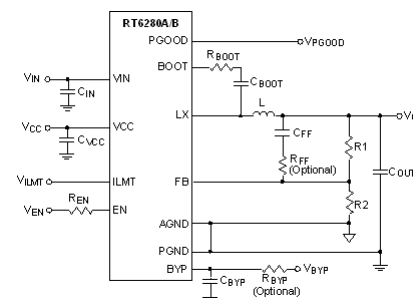 RT6280A/B
PGOOD
VPGOOD
BOOT
RBOOT
CBOOT
VIN
VIN
CIN
LX
L
VCC
VCC
CVCC
CFF
RFF
(Optional)
R1
COUT
VILMT
ILMT
FB
VEN
REN
EN
R2
AGND
PGND
BYP
CBYP
RBYP
(Optional)
VBYP